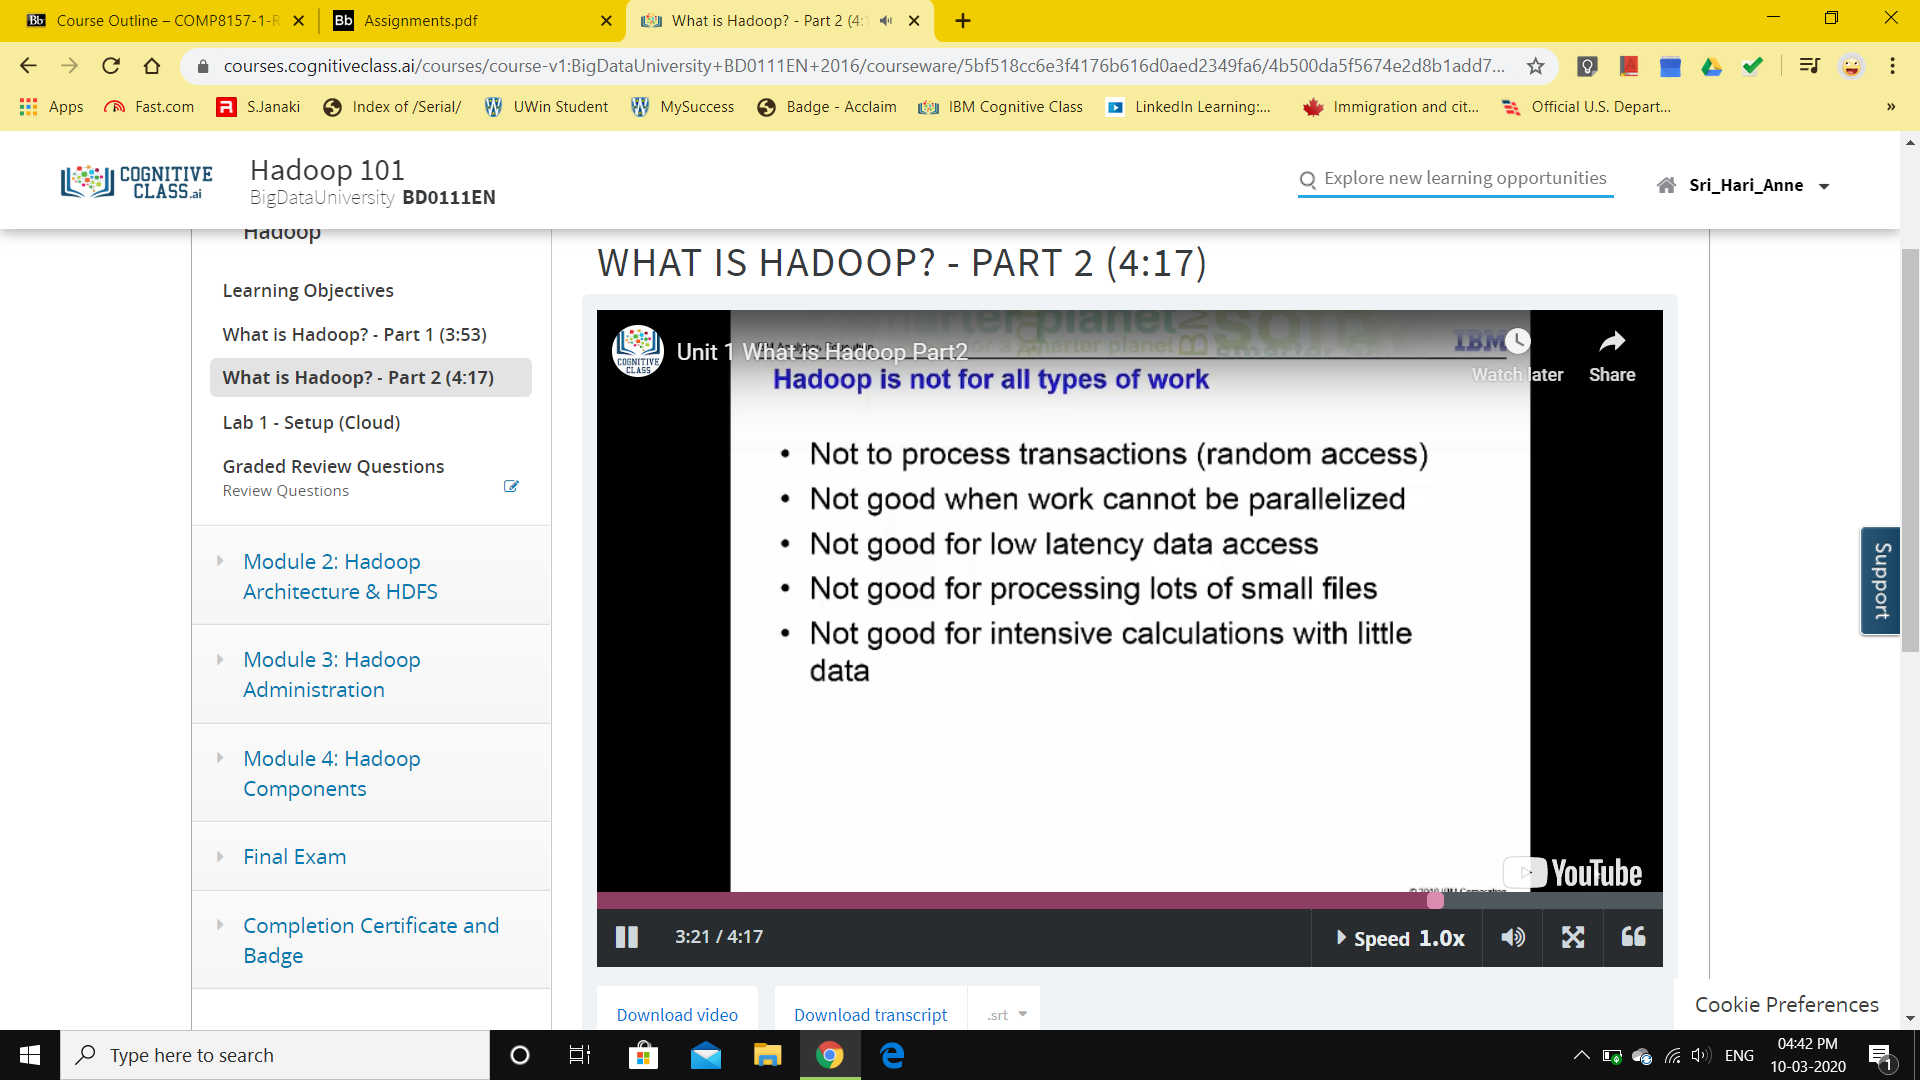 Course Outline – COMP8157-1-R
Assignments.pdf
What is Hadoop? - Part 2 (4:1
courses.cognitiveclass.ai/courses/course-v1:BigDataUniversity+BD0111EN+2016/courseware/5bf518cc6e3f4176b616d0aed2349fa6/4b500da5f5674e2d8b1add7...
Apps
Fast.com
S.Janaki
Index of /Serial/
UWin Student
MySuccess
Badge - Acclaim
IBM Cognitive Class
LinkedIn Learning:...
Immigration and cit...
Official U.S. Depart...
»
COGNITIVE
CLASS.ai
Hadoop 101
BigDataUniversity BD0111EN
Explore new learning opportunities
Sri_Hari_Anne
Hadoop
Learning Objectives
What is Hadoop? - Part 1 (3:53)
What is Hadoop? - Part 2 (4:17)
Lab 1 - Setup (Cloud)
Graded Review Questions
Review Questions
Module 2: Hadoop
Architecture & HDFS
Module 3: Hadoop
Administration
Module 4: Hadoop
Components
Final Exam
Completion Certificate and
Badge
WHAT IS HADOOP? - PART 2 (4:17)
COGNITIVE
CLASS
Unit 1 What is Hadoop Part2
IBM
Watch later
Share
Hadoop is not for all types of work
• Not to process transactions (random access)
• Not good when work cannot be parallelized
• Not good for low latency data access
• Not good for processing lots of small files
• Not good for intensive calculations with little
data
YouTube
3:21 / 4:17
Speed 1.0x
Download video
Download transcript
.srt
Support
Cookie Preferences
Type here to search
ENG
04:42 PM
10-03-2020
1